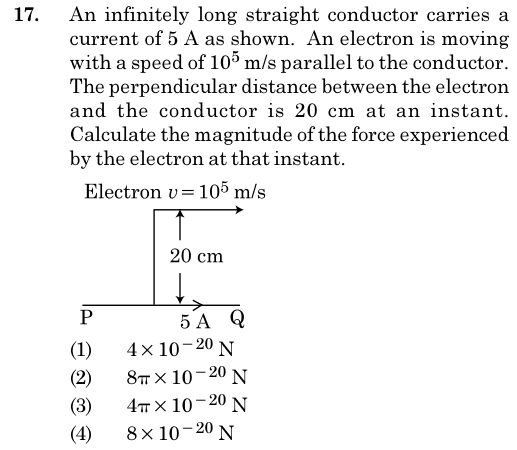 17. An infinitely long straight conductor carries a
current of 5 A as shown. An electron is moving
with a speed of 10⁵ m/s parallel to the conductor.
The perpendicular distance between the electron
and the conductor is 20 cm at an instant.
Calculate the magnitude of the force experienced
by the electron at that instant.
Electron v = 10⁵ m/s
20 cm
P 5 A Q
(1) 4 × 10⁻²⁰ N
(2) 8π × 10⁻²⁰ N
(3) 4π × 10⁻²⁰ N
(4) 8 × 10⁻²⁰ N